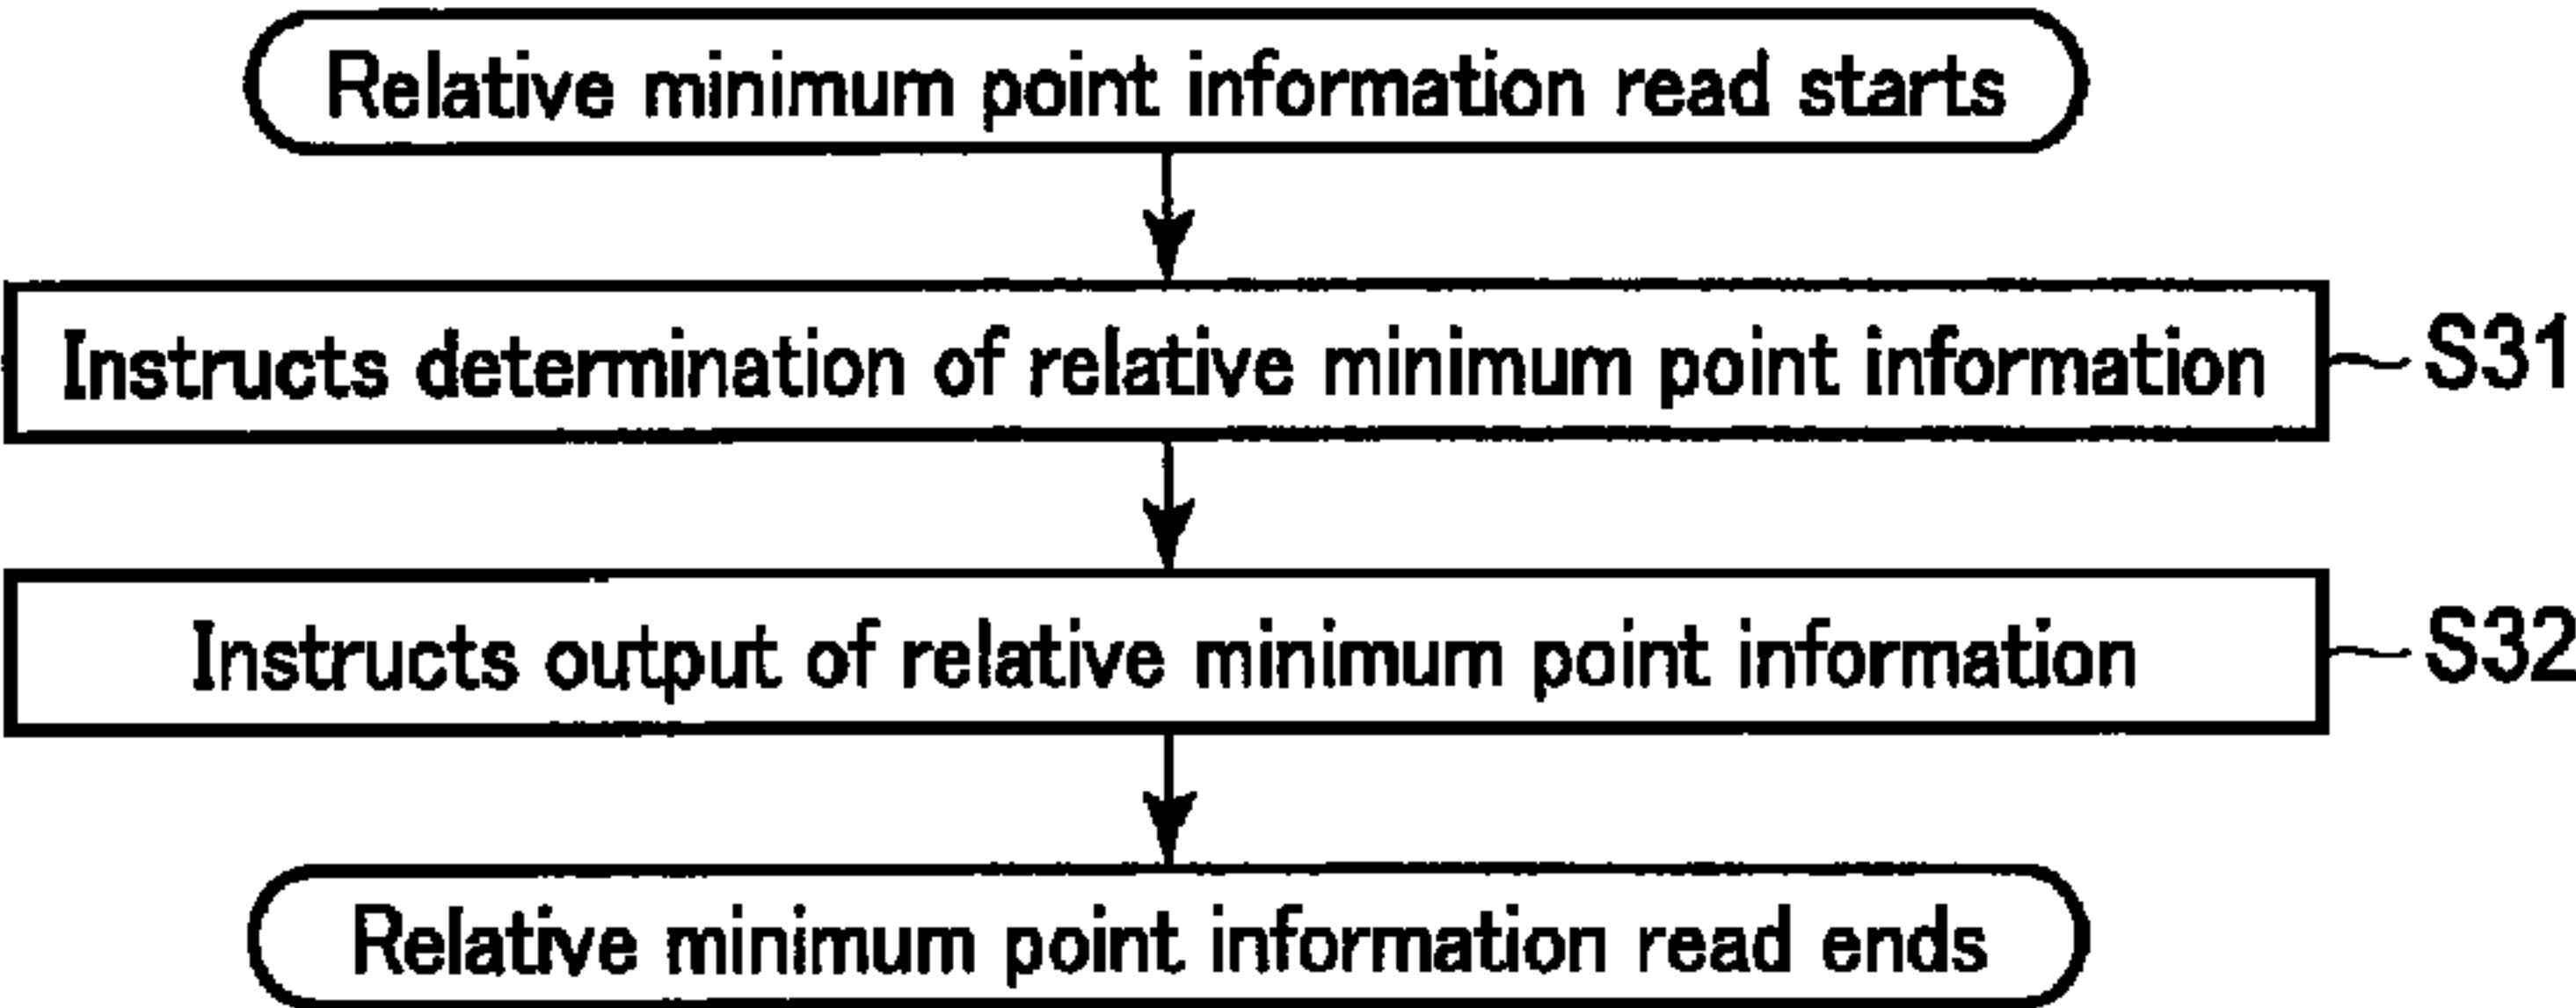 Relative minimum point information read starts
Instructs determination of relative minimum point information S31
Instructs output of relative minimum point information S32
Relative minimum point information read ends